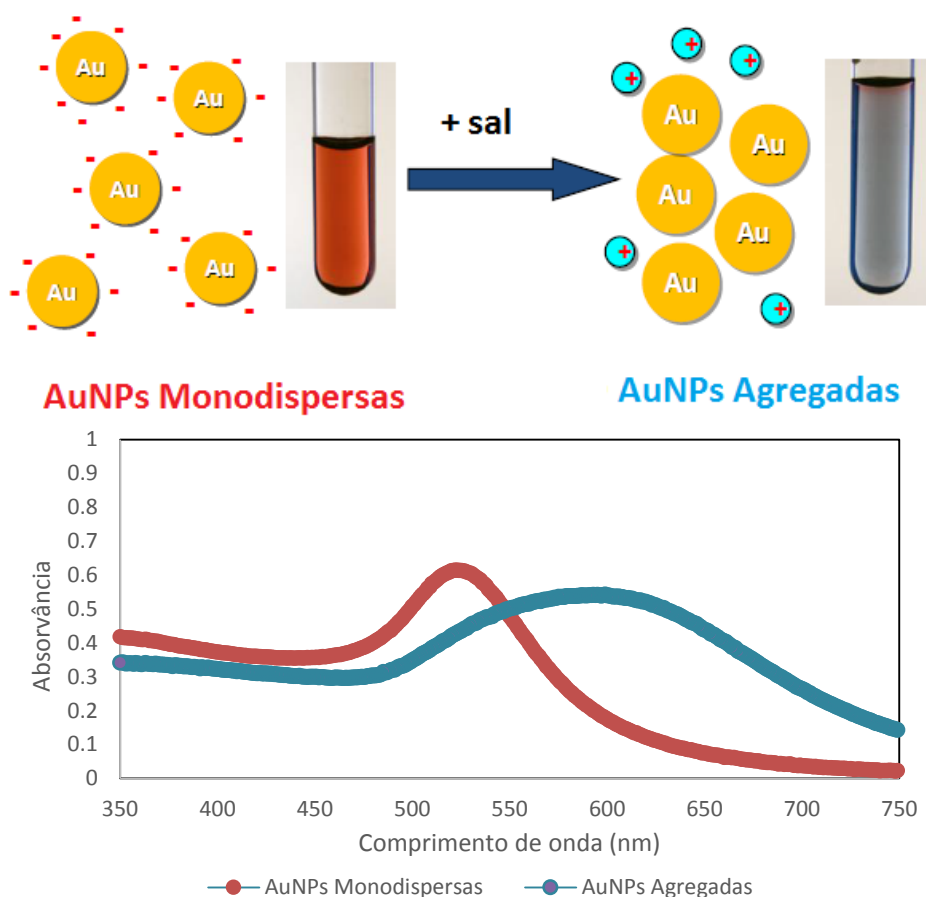 Au
Au
Au
Au
Au
+ sal
Au
Au
Au
Au
Au
AuNPs Monodispersas
AuNPs Agregadas
1
0.9
0.8
0.7
0.6
0.5
0.4
0.3
0.2
0.1
0
Absorvância
350 400 450 500 550 600 650 700 750
Comprimento de onda (nm)
AuNPs Monodispersas
AuNPs Agregadas